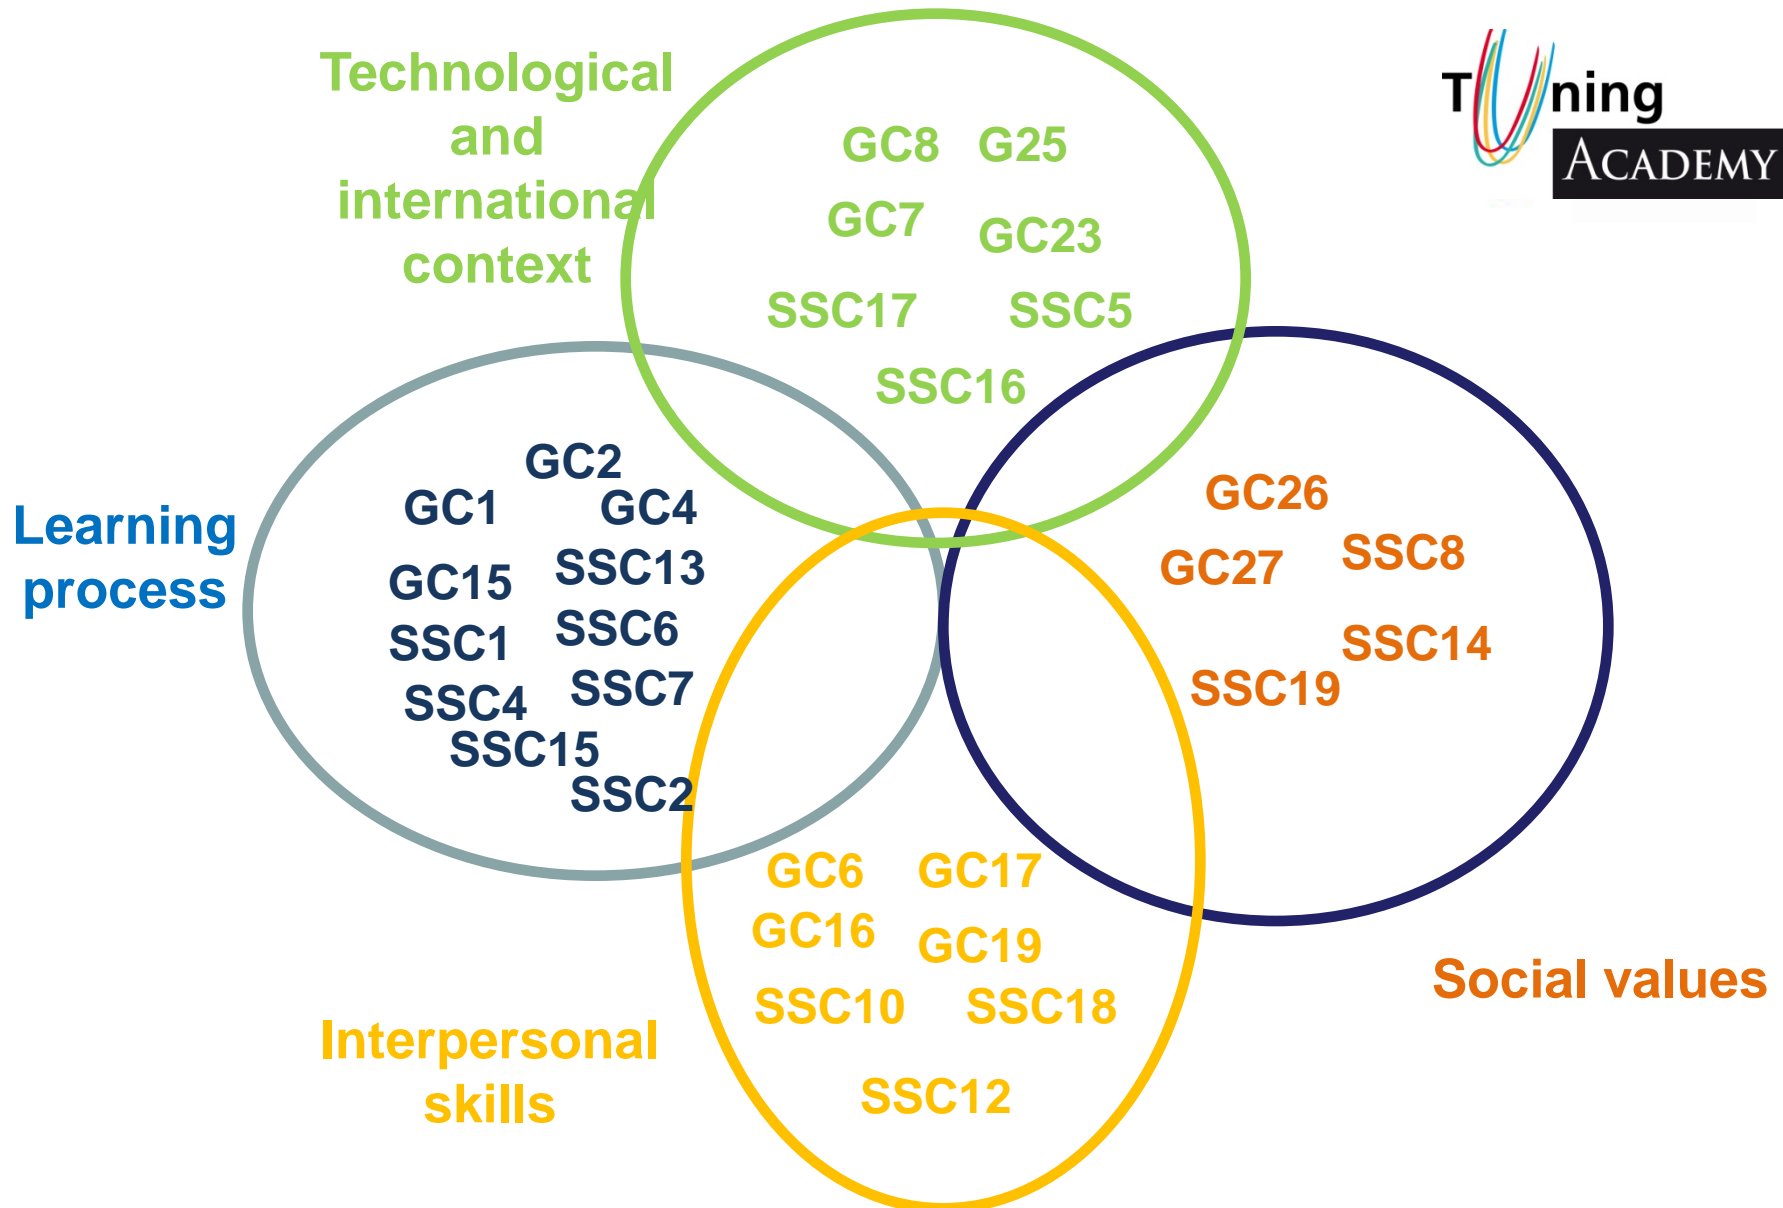 Technological
and
international
context
TUning
ACADEMY
GC8 G25
GC7 GC23
SSC17 SSC5
SSC16
Learning
process
GC2
GC1 GC4
GC15 SSC13
SSC1 SSC6
SSC4 SSC7
SSC15
SSC2
GC26
GC27 SSC8
SSC14
SSC19
Social values
GC6 GC17
GC16 GC19
SSC10 SSC18
SSC12
Interpersonal
skills